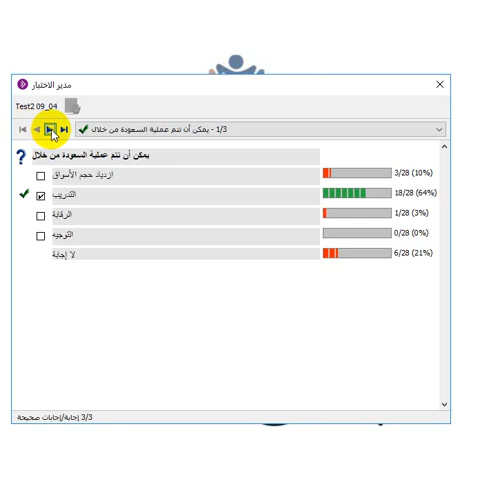 مدير الاختبار
Test2 09_04
1/3 - يمكن أن تتم عملية السعودة من خلال
يمكن أن تتم عملية السعودة من خلال
ازدياد حجم الأسواق 3/28 (10%)
التدريب 18/28 (64%)
الرقابة 1/28 (3%)
التوجيه 0/28 (0%)
لا إجابة 6/28 (21%)
3/3 إجابة/إجابات صحيحة